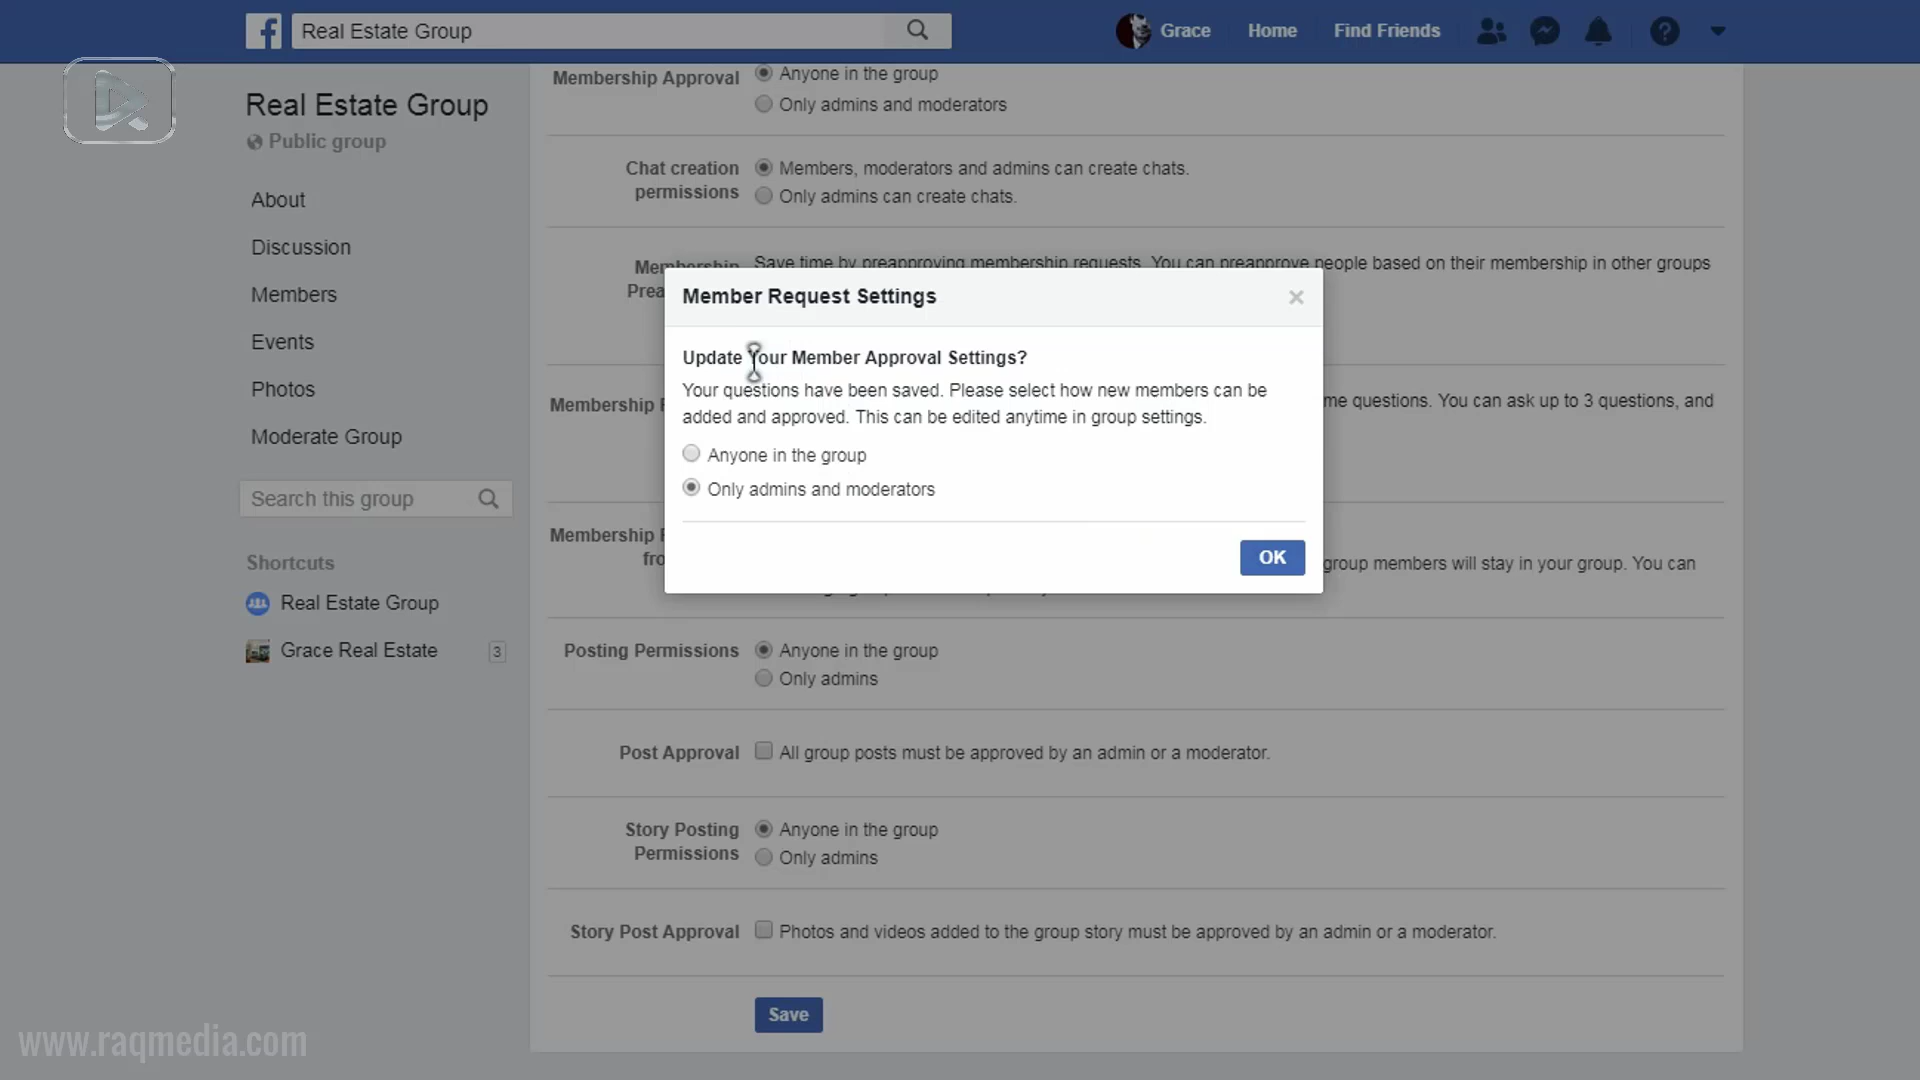 Real Estate Group
Grace
Home
Find Friends
Real Estate Group
Public group
About
Discussion
Members
Events
Photos
Moderate Group
Search this group
Shortcuts
Real Estate Group
Grace Real Estate
3
Membership Approval
Anyone in the group
Only admins and moderators
Chat creation
permissions
Members, moderators and admins can create chats.
Only admins can create chats.
Membership
Save time by preapproving membership requests. You can preapprove people based on their membership in other groups
Prea
Member Request Settings
Update Your Member Approval Settings?
Your questions have been saved. Please select how new members can be
added and approved. This can be edited anytime in group settings.
Anyone in the group
Only admins and moderators
OK
Membership
me questions. You can ask up to 3 questions, and
Membership
fro
group members will stay in your group. You can
Posting Permissions
Anyone in the group
Only admins
Post Approval
All group posts must be approved by an admin or a moderator.
Story Posting
Permissions
Anyone in the group
Only admins
Story Post Approval
Photos and videos added to the group story must be approved by an admin or a moderator.
Save
www.raqmedia.com